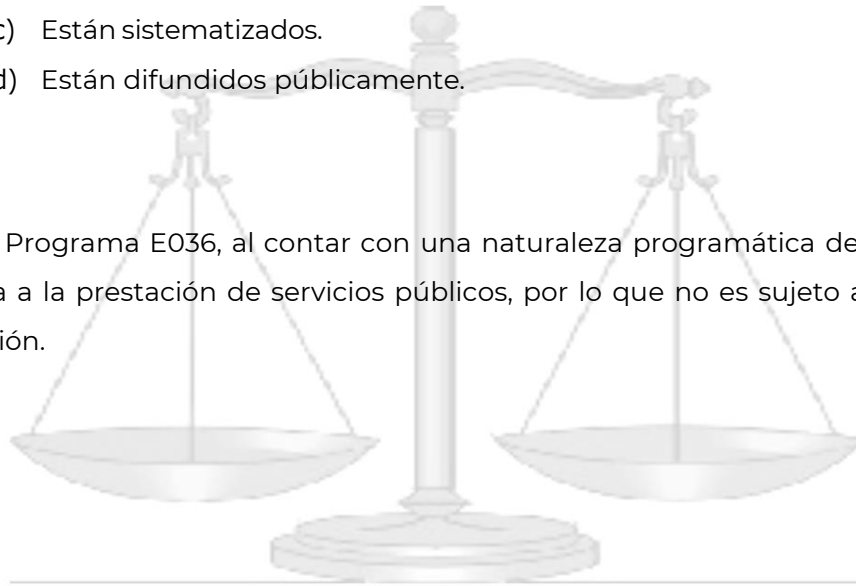 c) Están sistematizados.
d) Están difundidos públicamente.
Programa E036, al contar con una naturaleza programática de
a la prestación de servicios públicos, por lo que no es sujeto a
ión.